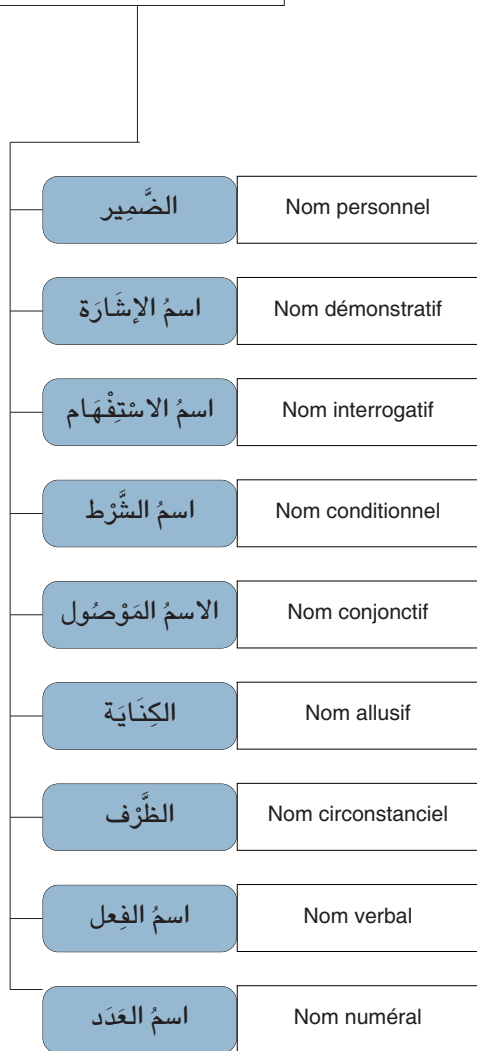 الضَّمِير
Nom personnel
اسمُ الإشَارَة
Nom démonstratif
اسمُ الاسْتِفْهَام
Nom interrogatif
اسمُ الشَّرْط
Nom conditionnel
الاسمُ المَوْصُول
Nom conjonctif
الكِنَايَة
Nom allusif
الظَّرْف
Nom circonstanciel
اسمُ الفِعل
Nom verbal
اسمُ العَدَد
Nom numéral